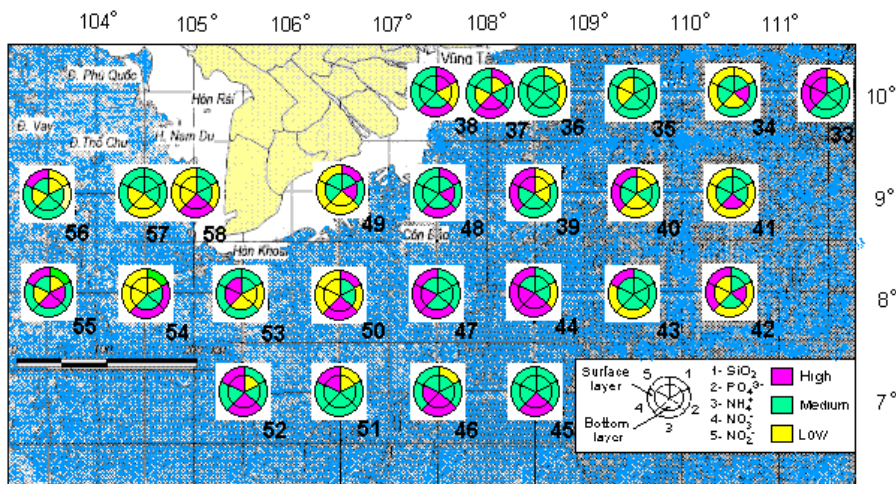 104° 105° 106° 107° 108° 109° 110° 111°
Vũng Tà
Đ. Phú Quốc
Hòn Rái
10°
38 37 36 35 34 33
Đ. Vay
Đ.Thổ Chu
H. Nam Du
9°
56 57 58 49 48 39 40 41
Côn Đảo
Hòn Khoai
8°
55 54 53 50 47 44 43 42
100
Surface
layer
Bottom
layer
5 1
4 2
3
1- SiO₂
2- PO₄³⁻
3- NH₄⁺
4- NO₃⁻
5- NO₂⁻
High
Medium
Low
7°
52 51 46 45